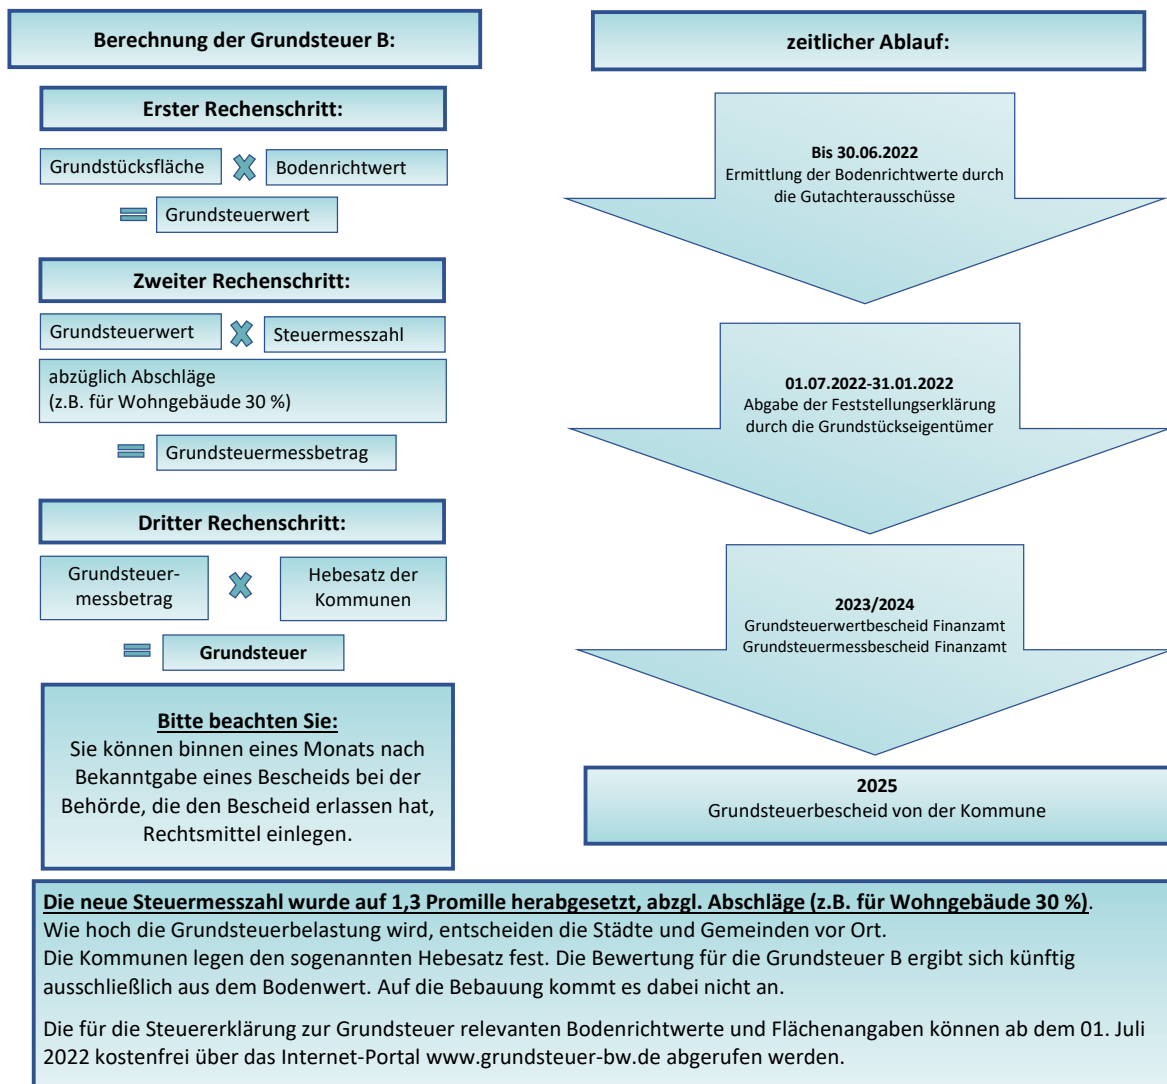 Berechnung der Grundsteuer B:
Erster Rechenschritt:
Grundstücksfläche
Bodenrichtwert
Grundsteuerwert
Zweiter Rechenschritt:
Grundsteuerwert
Steuermesszahl
abzüglich Abschläge
(z.B. für Wohngebäude 30 %)
Grundsteuermessbetrag
Dritter Rechenschritt:
Grundsteuer-
messbetrag
Hebesatz der
Kommunen
Grundsteuer
Bitte beachten Sie:
Sie können binnen eines Monats nach
Bekanntgabe eines Bescheids bei der
Behörde, die den Bescheid erlassen hat,
Rechtsmittel einlegen.
zeitlicher Ablauf:
Bis 30.06.2022
Ermittlung der Bodenrichtwerte durch
die Gutachterausschüsse
01.07.2022-31.01.2022
Abgabe der Feststellungserklärung
durch die Grundstückseigentümer
2023/2024
Grundsteuerwertbescheid Finanzamt
Grundsteuermessbescheid Finanzamt
2025
Grundsteuerbescheid von der Kommune
Die neue Steuermesszahl wurde auf 1,3 Promille herabgesetzt, abzgl. Abschläge (z.B. für Wohngebäude 30 %).
Wie hoch die Grundsteuerbelastung wird, entscheiden die Städte und Gemeinden vor Ort.
Die Kommunen legen den sogenannten Hebesatz fest. Die Bewertung für die Grundsteuer B ergibt sich künftig
ausschließlich aus dem Bodenwert. Auf die Bebauung kommt es dabei nicht an.
Die für die Steuererklärung zur Grundsteuer relevanten Bodenrichtwerte und Flächenangaben können ab dem 01. Juli
2022 kostenfrei über das Internet-Portal www.grundsteuer-bw.de abgerufen werden.